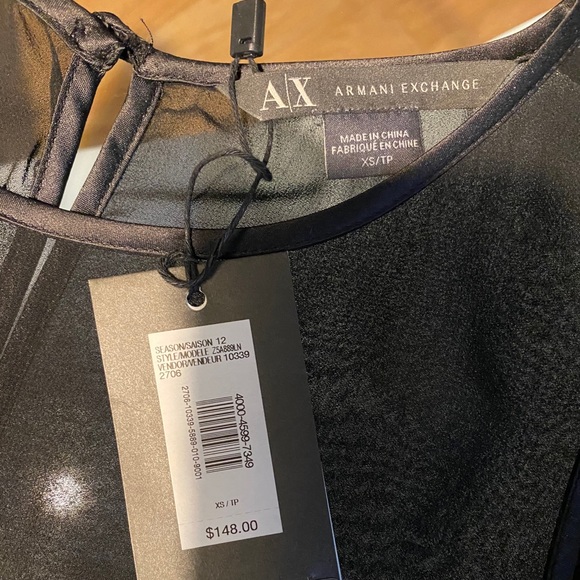 A|X ARMANI EXCHANGE
MADE IN CHINA
FABRIQUÉ EN CHINE
XS/TP
SEASON/SAISON 12
STYLE/MODELE Z5A889LN
VENDOR/VENDEUR 10339
2706
4000-4599-7349
2706-10339-5889-010-9001
XS / TP
$148.00